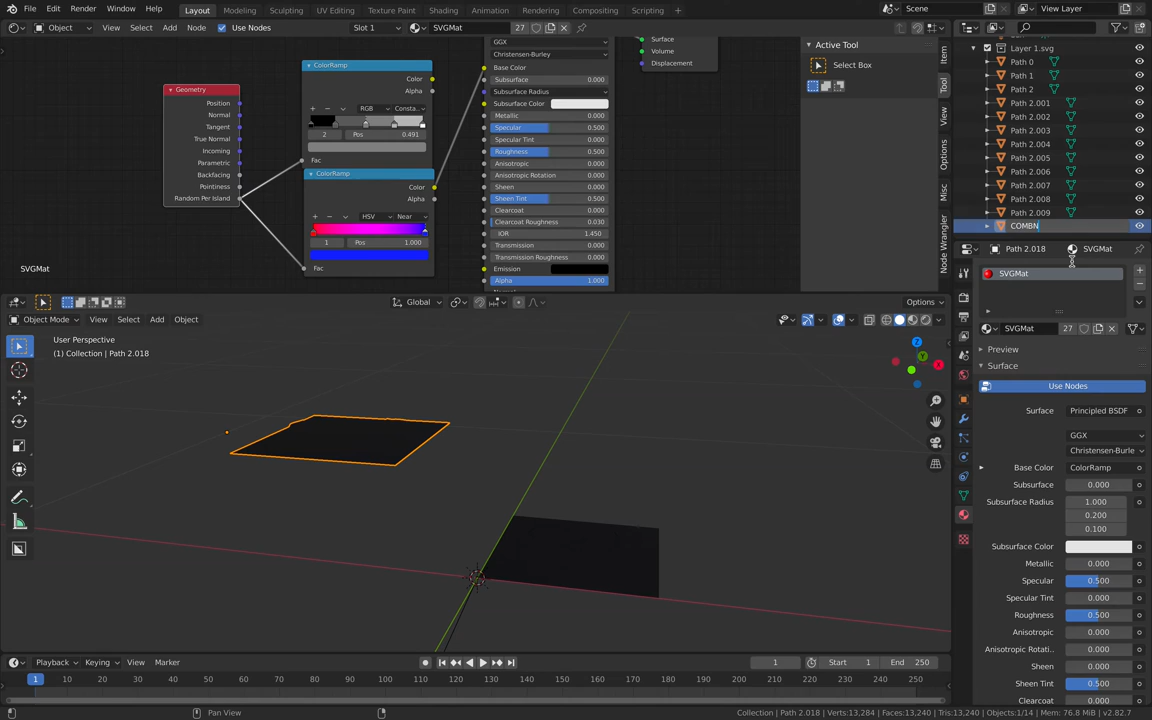 File Edit Render Window Help Layout Modeling Sculpting UV Editing Texture Paint Shading Animation Rendering Compositing Scripting Scene View Layer
Object View Select Add Node Use Nodes Slot 1 SVGMat 27
Geometry
Position
Normal
Tangent
True Normal
Incoming
Parametric
Backfacing
Pointiness
Random Per Island
ColorRamp
Color
Alpha
RGB Consta..
2 Pos 0.491
Fac
ColorRamp
Color
Alpha
HSV Near
1 Pos 1.000
Fac
GGX
Christensen-Burley
Base Color
Subsurface 0.000
Subsurface Radius
Subsurface Color
Metallic 0.000
Specular 0.500
Specular Tint 0.000
Roughness 0.500
Anisotropic 0.000
Anisotropic Rotation 0.000
Sheen 0.000
Sheen Tint 0.500
Clearcoat 0.000
Clearcoat Roughness 0.030
IOR 1.450
Transmission 0.000
Transmission Roughness 0.000
Emission
Alpha 1.000
Surface
Volume
Displacement
SVGMat
Active Tool
Select Box
Item
Tool
View
Options
Misc
Node Wrangler
Layer 1.svg
Path 0
Path 1
Path 2
Path 2.001
Path 2.002
Path 2.003
Path 2.004
Path 2.005
Path 2.006
Path 2.007
Path 2.008
Path 2.009
COMBN
Path 2.018 SVGMat
SVGMat
SVGMat 27
Preview
Surface
Use Nodes
Surface Principled BSDF
GGX
Christensen-Burle
Base Color ColorRamp
Subsurface 0.000
Subsurface Radius 1.000
0.200
0.100
Subsurface Color
Metallic 0.000
Specular 0.500
Specular Tint 0.000
Roughness 0.500
Anisotropic 0.000
Anisotropic Rotati.. 0.000
Sheen 0.000
Sheen Tint 0.500
Clearcoat 0.000
Global Options
Object Mode View Select Add Object
User Perspective
(1) Collection | Path 2.018
Z
Y
X
Playback Keying View Marker 1 Start 1 End 250
1 10 20 30 40 50 60 70 80 90 100 110 120 130 140 150 160 170 180 190 200 210 220 230 240 250
Pan View Collection | Path 2.018 | Verts:13,284 | Faces:13,240 | Tris:13,240 | Objects:1/14 | Mem: 76.8 MiB | v2.82.7